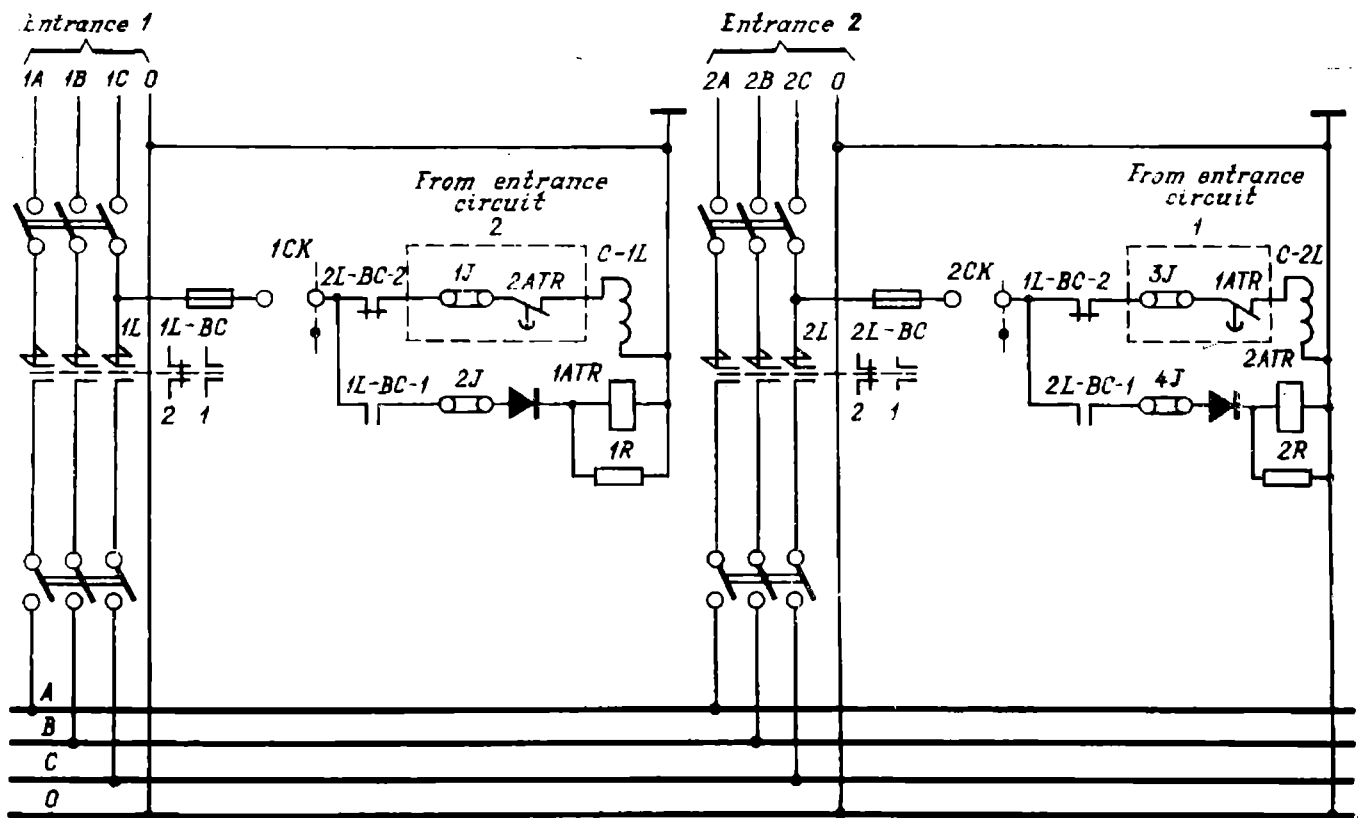 Entrance 1
1A 1B 1C 0
From entrance
circuit
2
1CK
2L-BC-2
1J
2ATR
C-1L
1L
1L-BC
2 1
1L-BC-1
2J
1ATR
1R
Entrance 2
2A 2B 2C 0
From entrance
circuit
1
2CK
1L-BC-2
3J
1ATR
C-2L
2L
2L-BC
2 1
2L-BC-1
4J
2ATR
2R
A
B
C
0